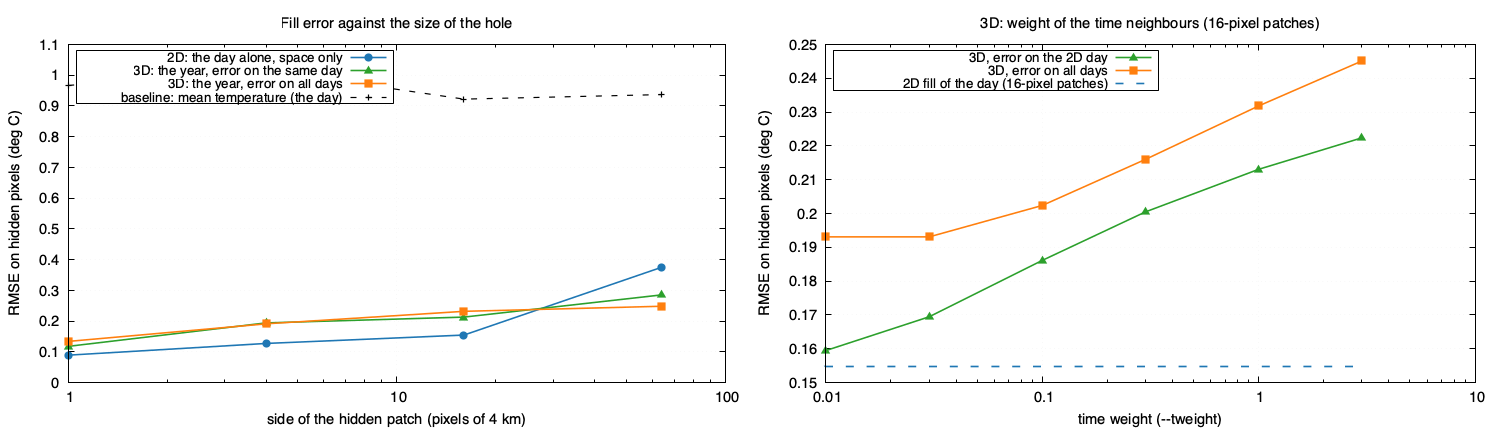 Fill error against the size of the hole
1.1
1
0.9
0.8
0.7
0.6
0.5
0.4
0.3
0.2
0.1
0
2D: the day alone, space only
3D: the year, error on the same day
3D: the year, error on all days
baseline: mean temperature (the day)
RMSE on hidden pixels (deg C)
1 10 100
side of the hidden patch (pixels of 4 km)
3D: weight of the time neighbours (16-pixel patches)
0.25
0.24
0.23
0.22
0.21
0.2
0.19
0.18
0.17
0.16
0.15
3D, error on the 2D day
3D, error on all days
2D fill of the day (16-pixel patches)
RMSE on hidden pixels (deg C)
0.01 0.1 1 10
time weight (--tweight)